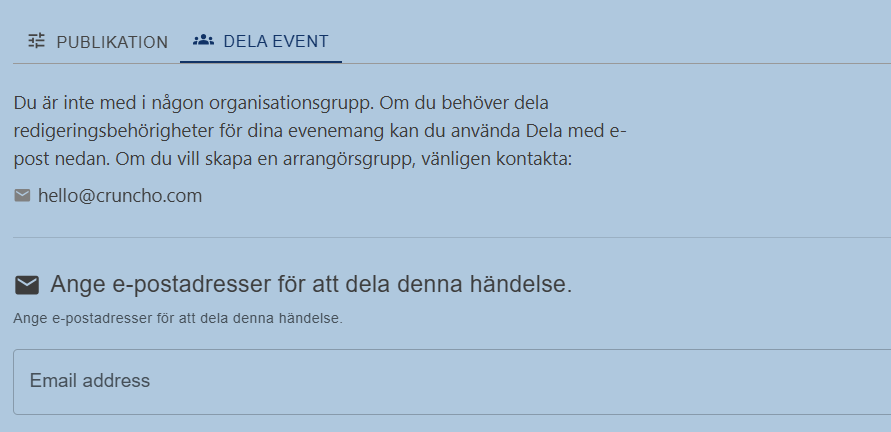 PUBLIKATION DELA EVENT
Du är inte med i någon organisationsgrupp. Om du behöver dela
redigeringsbehörigheter för dina evenemang kan du använda Dela med e-
post nedan. Om du vill skapa en arrangörsgrupp, vänligen kontakta:
hello@cruncho.com
Ange e-postadresser för att dela denna händelse.
Ange e-postadresser för att dela denna händelse.
Email address